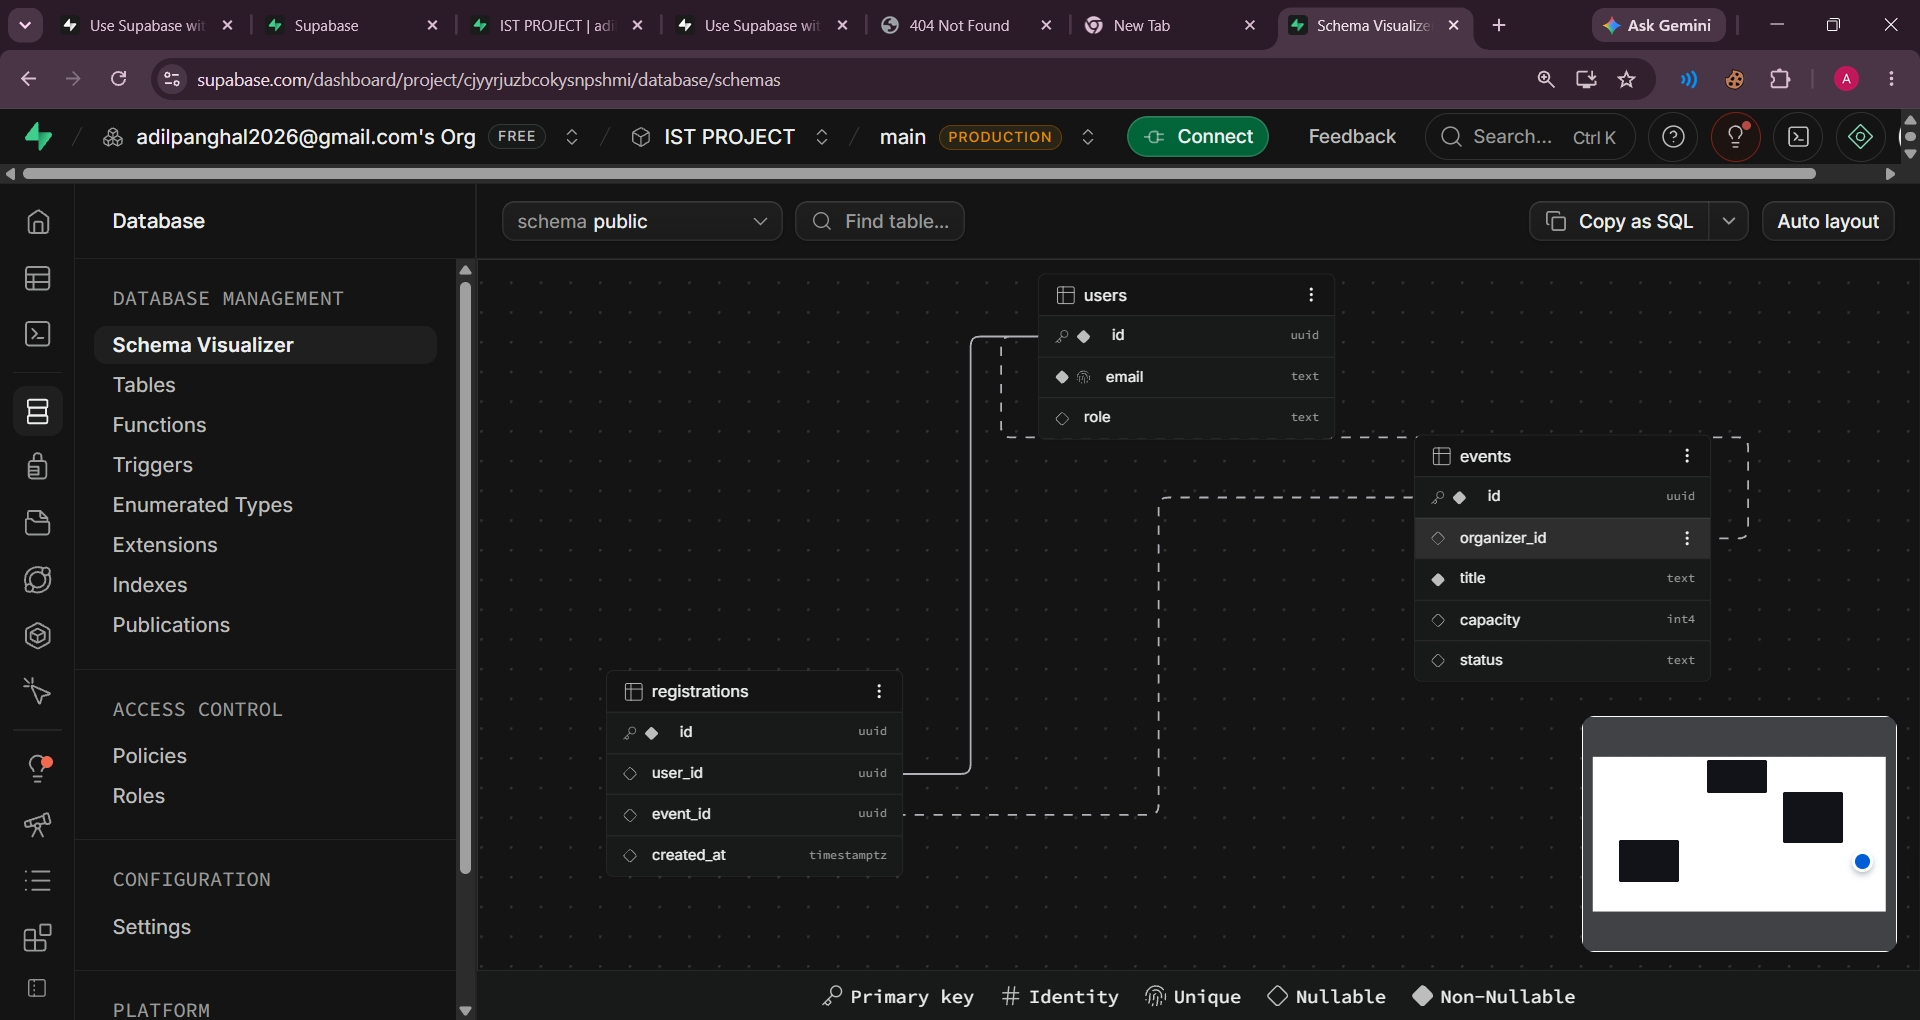 Use Supabase wit
Supabase
IST PROJECT | adi
Use Supabase wit
404 Not Found
New Tab
Schema Visualize
Ask Gemini
supabase.com/dashboard/project/cjyyrjuzbcokysnpshmi/database/schemas
A
adilpanghal2026@gmail.com's Org
FREE
IST PROJECT
main
PRODUCTION
Connect
Feedback
Search...
Ctrl K
Database
schema public
Find table...
Copy as SQL
Auto layout
DATABASE MANAGEMENT
Schema Visualizer
Tables
Functions
Triggers
Enumerated Types
Extensions
Indexes
Publications
ACCESS CONTROL
Policies
Roles
CONFIGURATION
Settings
PLATFORM
users
id uuid
email text
role text
events
id uuid
organizer_id
title text
capacity int4
status text
registrations
id uuid
user_id uuid
event_id uuid
created_at timestamptz
Primary key
Identity
Unique
Nullable
Non-Nullable